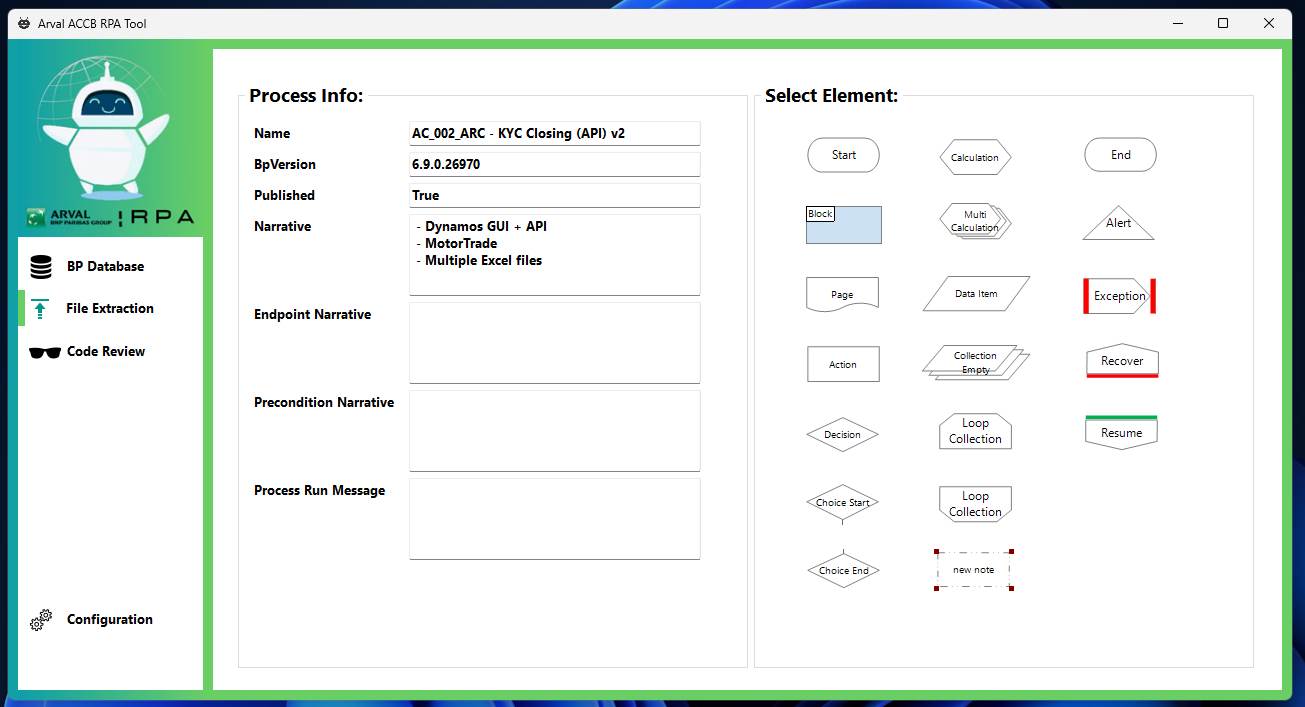 Arval ACCB RPA Tool
ARVAL
BNP PARIBAS GROUP
RPA
BP Database
File Extraction
Code Review
Configuration
Process Info:
Name
AC_002_ARC - KYC Closing (API) v2
BpVersion
6.9.0.26970
Published
True
Narrative
- Dynamos GUI + API
- MotorTrade
- Multiple Excel files
Endpoint Narrative
Precondition Narrative
Process Run Message
Select Element:
Start
Calculation
End
Block
Multi
Calculation
Alert
Page
Data Item
Exception
Action
Collection
Empty
Recover
Decision
Loop
Collection
Resume
Choice Start
Loop
Collection
Choice End
new note